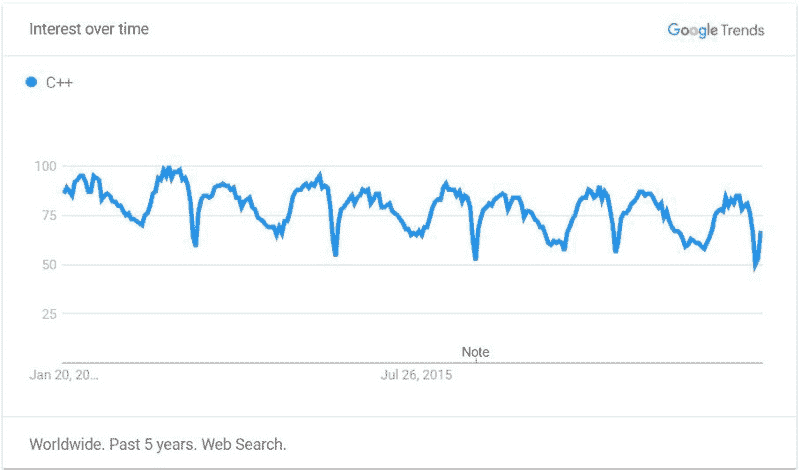 Interest over time
Google Trends
C++
100
75
50
25
Note
Jan 20, 20...
Jul 26, 2015
Worldwide. Past 5 years. Web Search.